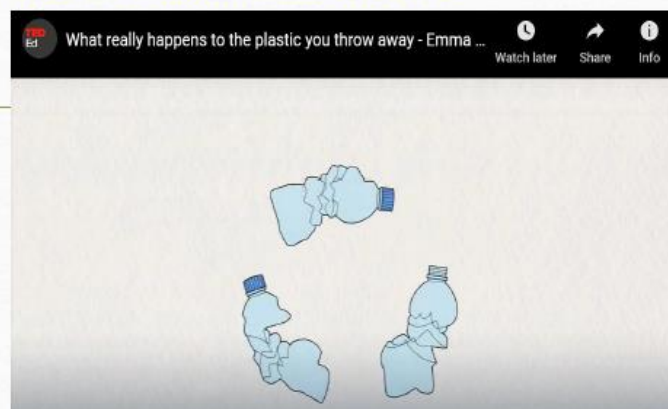 TED
Ed
What really happens to the plastic you throw away - Emma ...
Watch later
Share
Info